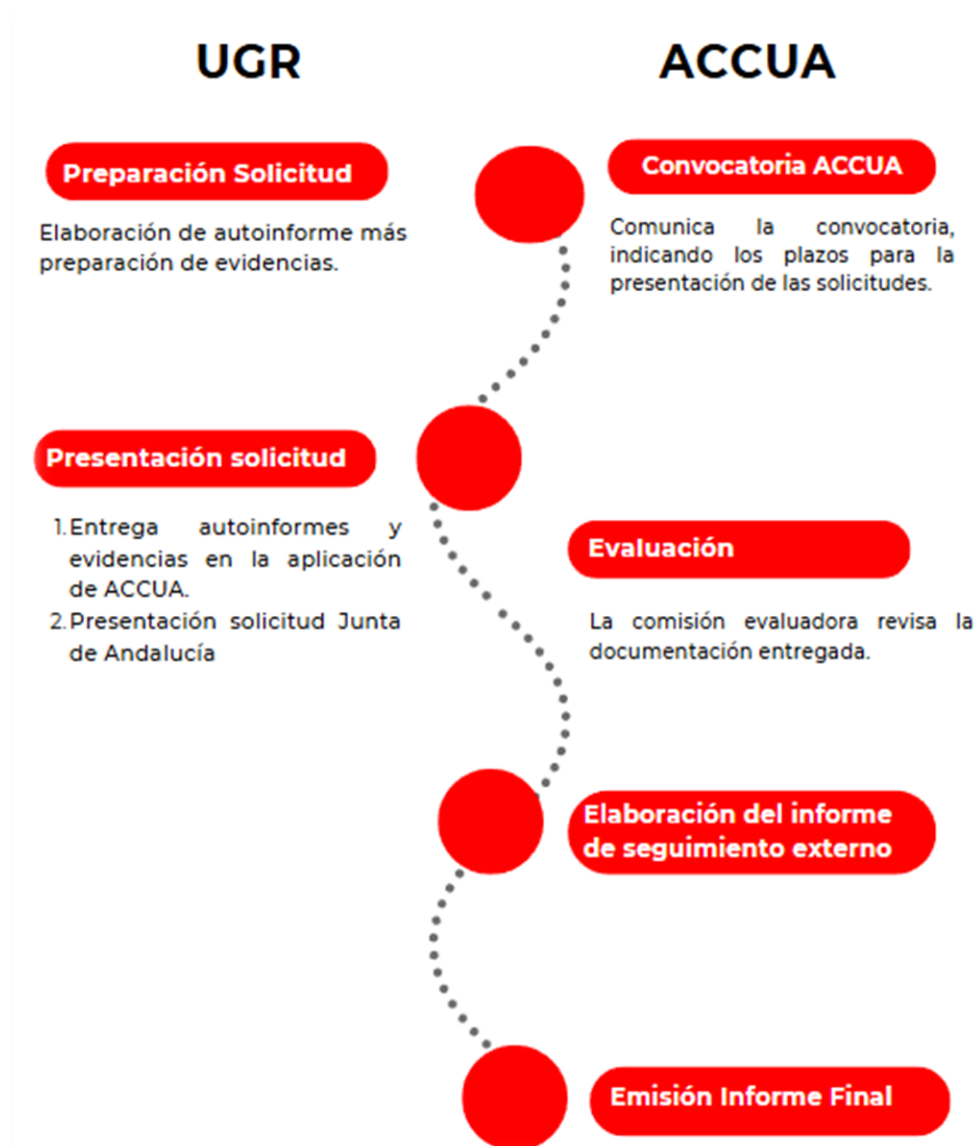 UGR
ACCUA
Preparación Solicitud
Elaboración de autoinforme más
preparación de evidencias.
Convocatoria ACCUA
Comunica la convocatoria,
indicando los plazos para la
presentación de las solicitudes.
Presentación solicitud
1. Entrega autoinformes y
evidencias en la aplicación
de ACCUA.
2. Presentación solicitud Junta
de Andalucía
Evaluación
La comisión evaluadora revisa la
documentación entregada.
Elaboración del informe
de seguimiento externo
Emisión Informe Final